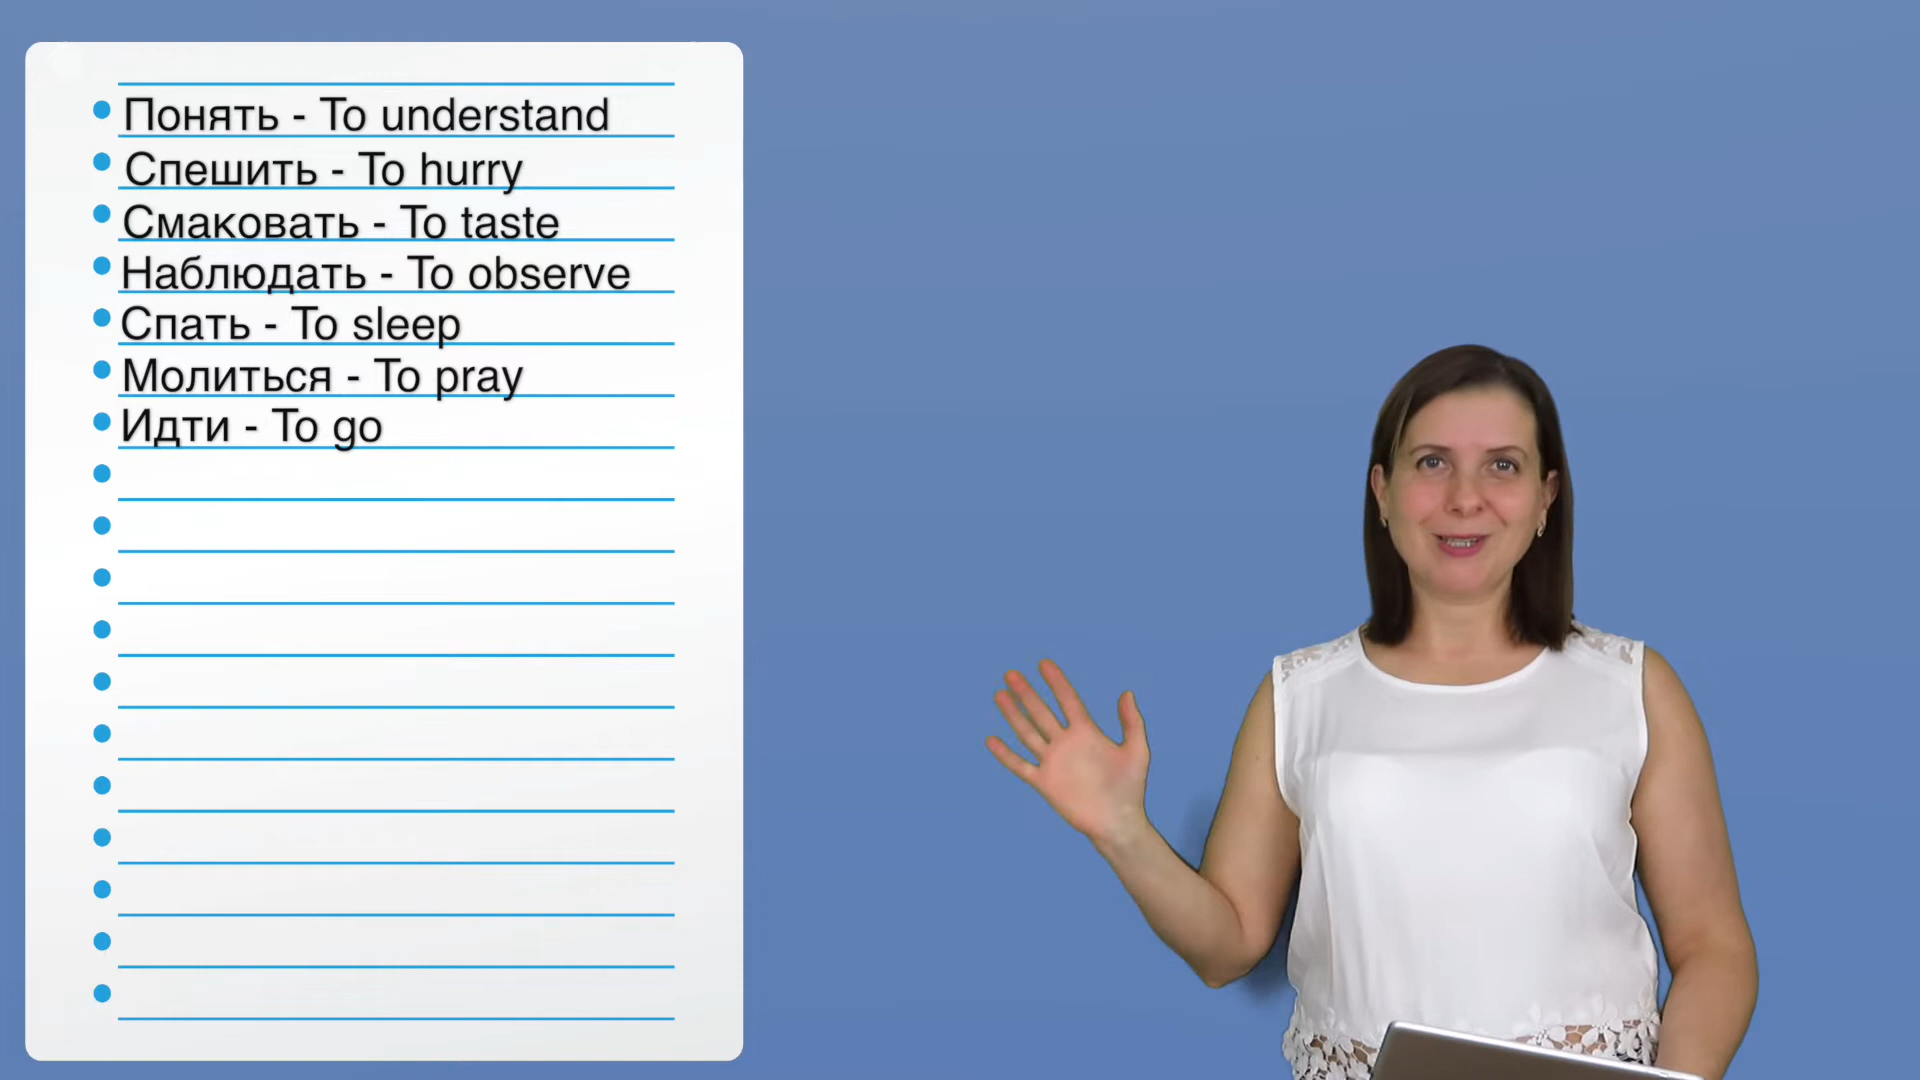 Понять - To understand
Спешить - To hurry
Смаковать - To taste
Наблюдать - To observe
Спать - To sleep
Молиться - To pray
Идти - To go